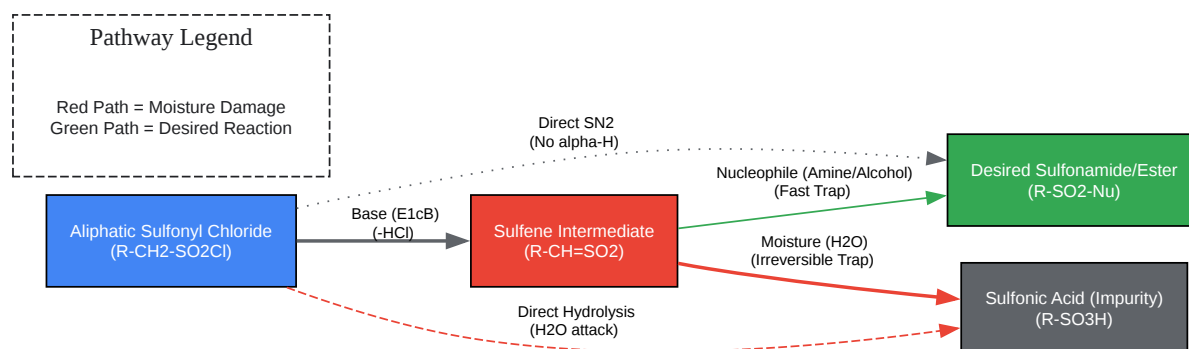 Pathway Legend
Red Path = Moisture Damage
Green Path = Desired Reaction
Direct SN2
(No alpha-H)
Nucleophile (Amine/Alcohol)
(Fast Trap)
Desired Sulfonamide/Ester
(R-SO2-Nu)
Aliphatic Sulfonyl Chloride
(R-CH2-SO2Cl)
Base (E1cB)
(-HCl)
Sulfene Intermediate
(R-CH=SO2)
Moisture (H2O)
(Irreversible Trap)
Sulfonic Acid (Impurity)
(R-SO3H)
Direct Hydrolysis
(H2O attack)